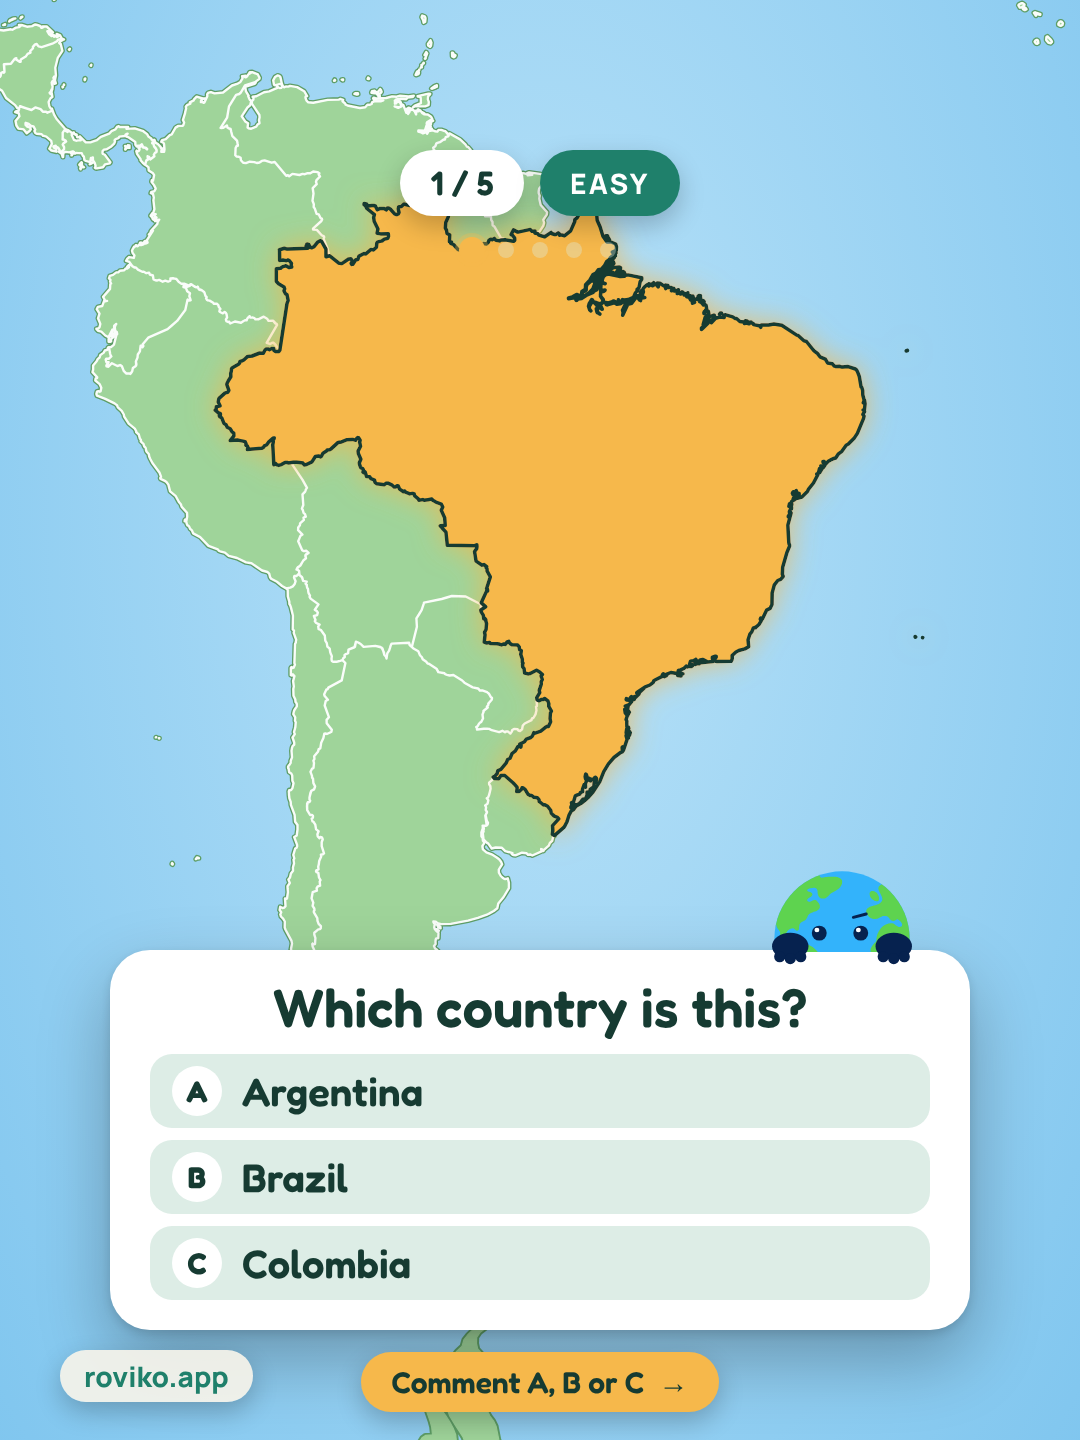 1 / 5
EASY
Which country is this?
A Argentina
B Brazil
C Colombia
roviko.app
Comment A, B or C →